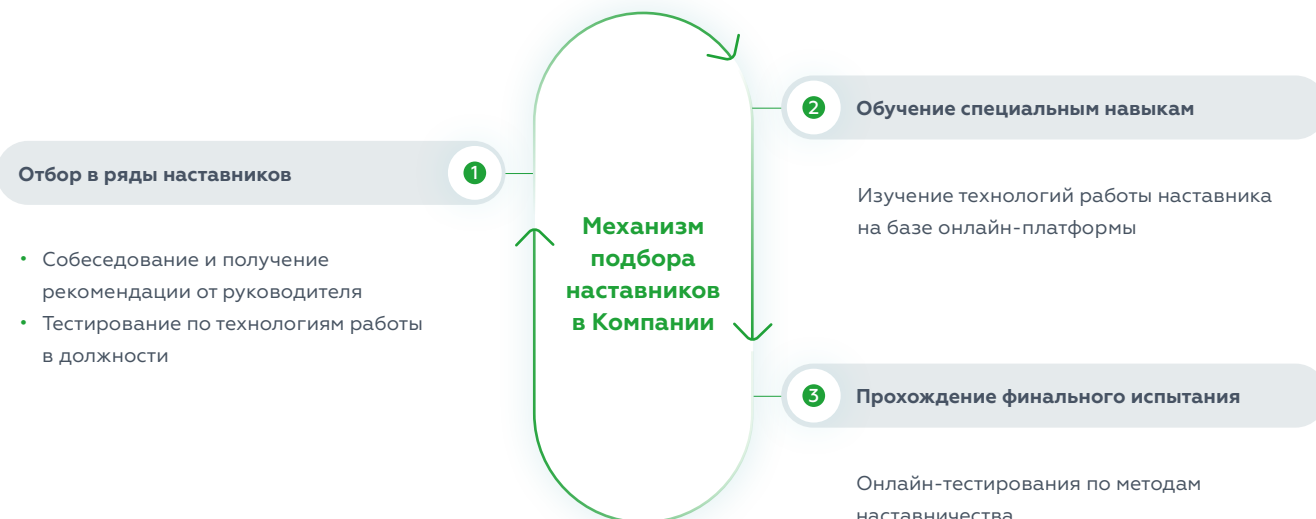 Механизм
подбора
наставников
в Компании
Отбор в ряды наставников
1
• Собеседование и получение
рекомендации от руководителя
• Тестирование по технологиям работы
в должности
2
Обучение специальным навыкам
Изучение технологий работы наставника
на базе онлайн-платформы
3
Прохождение финального испытания
Онлайн-тестирования по методам
наставничества